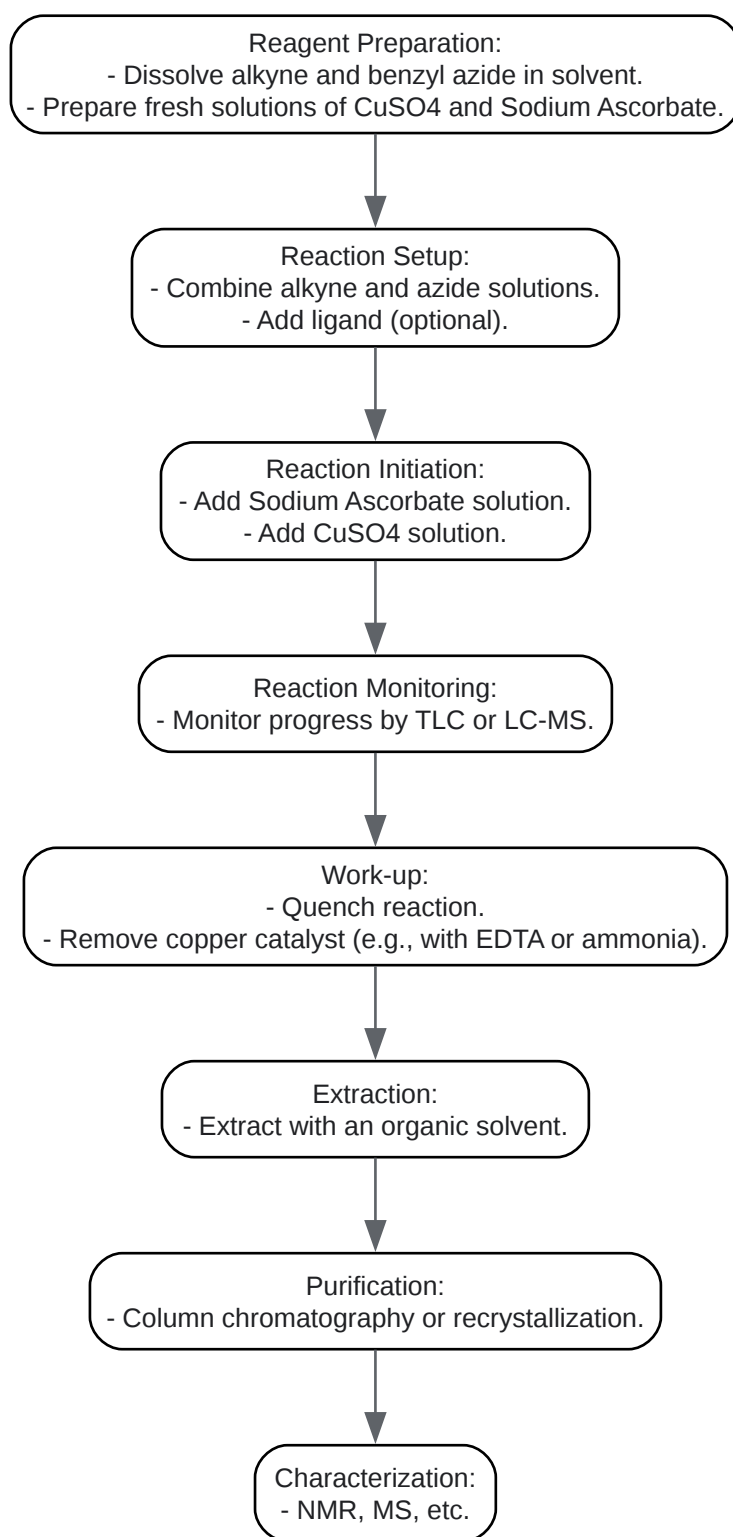 Reagent Preparation:
- Dissolve alkyne and benzyl azide in solvent.
- Prepare fresh solutions of CuSO4 and Sodium Ascorbate.
Reaction Setup:
- Combine alkyne and azide solutions.
- Add ligand (optional).
Reaction Initiation:
- Add Sodium Ascorbate solution.
- Add CuSO4 solution.
Reaction Monitoring:
- Monitor progress by TLC or LC-MS.
Work-up:
- Quench reaction.
- Remove copper catalyst (e.g., with EDTA or ammonia).
Extraction:
- Extract with an organic solvent.
Purification:
- Column chromatography or recrystallization.
Characterization:
- NMR, MS, etc.